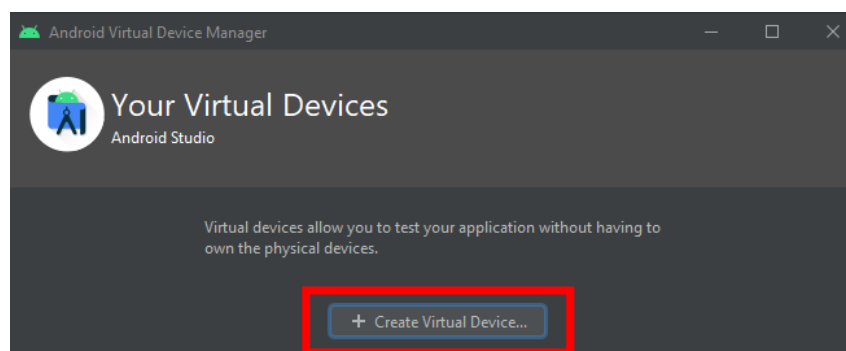 Android Virtual Device Manager
Your Virtual Devices
Android Studio
Virtual devices allow you to test your application without having to
own the physical devices.
+ Create Virtual Device...